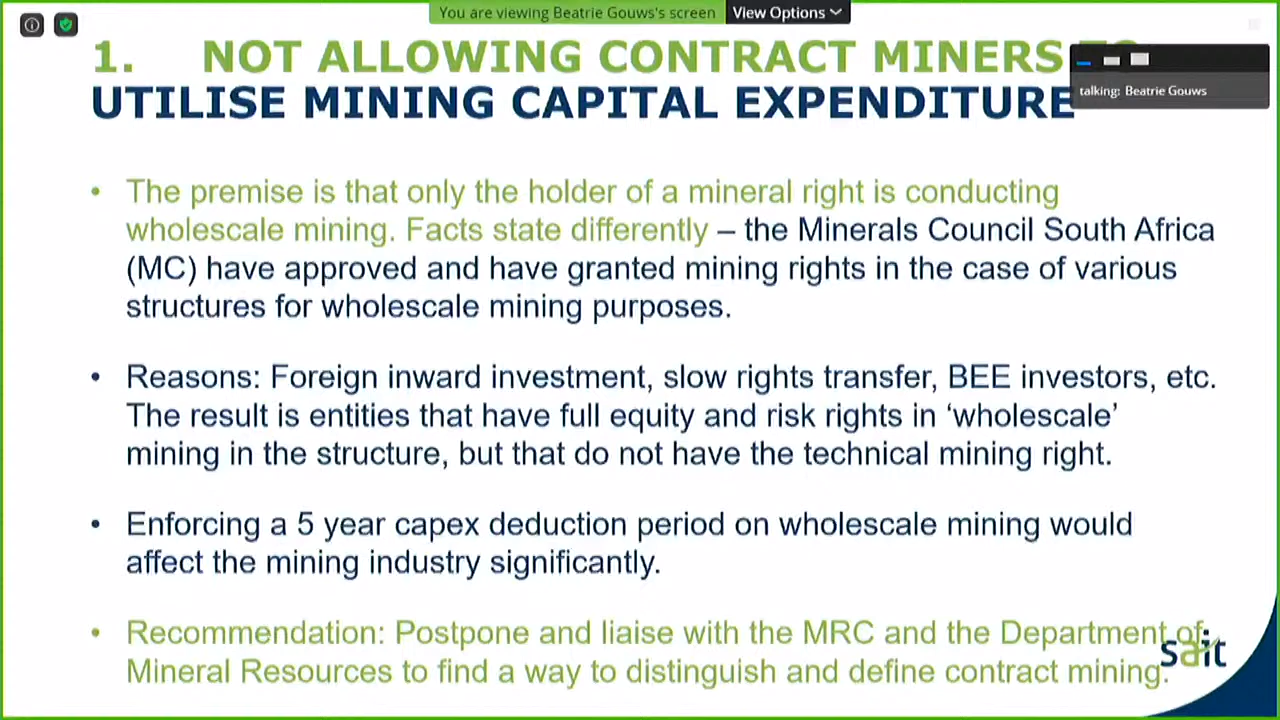 You are viewing Beatrie Gouws's screen View Options
1. NOT ALLOWING CONTRACT MINERS TO
UTILISE MINING CAPITAL EXPENDITURE
talking: Beatrie Gouws
• The premise is that only the holder of a mineral right is conducting
wholescale mining. Facts state differently – the Minerals Council South Africa
(MC) have approved and have granted mining rights in the case of various
structures for wholescale mining purposes.
• Reasons: Foreign inward investment, slow rights transfer, BEE investors, etc.
The result is entities that have full equity and risk rights in ‘wholescale’
mining in the structure, but that do not have the technical mining right.
• Enforcing a 5 year capex deduction period on wholescale mining would
affect the mining industry significantly.
• Recommendation: Postpone and liaise with the MRC and the Department of
Mineral Resources to find a way to distinguish and define contract mining.
sait